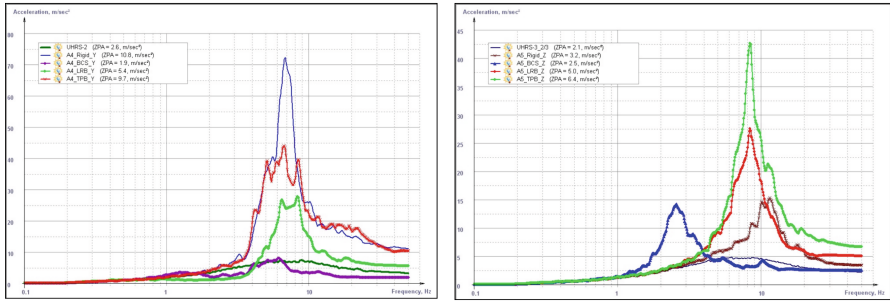 Acceleration, m/sec²
UHRS-2 (ZPA = 2.6, m/sec²)
A4_Rigid_Y (ZPA = 10.8, m/sec²)
A4_BCS_Y (ZPA = 1.9, m/sec²)
A4_LRB_Y (ZPA = 5.4, m/sec²)
A4_TPB_Y (ZPA = 9.7, m/sec²)
80
70
60
50
40
30
20
10
0
0.1
1
10
Frequency, Hz
Acceleration, m/sec²
UHRS-3_2/3 (ZPA = 2.1, m/sec²)
A5_Rigid_Z (ZPA = 3.2, m/sec²)
A5_BCS_Z (ZPA = 2.5, m/sec²)
A5_LRB_Z (ZPA = 5.0, m/sec²)
A5_TPB_Z (ZPA = 6.4, m/sec²)
45
40
35
30
25
20
15
10
5
0
0.1
1
10
Frequency, Hz